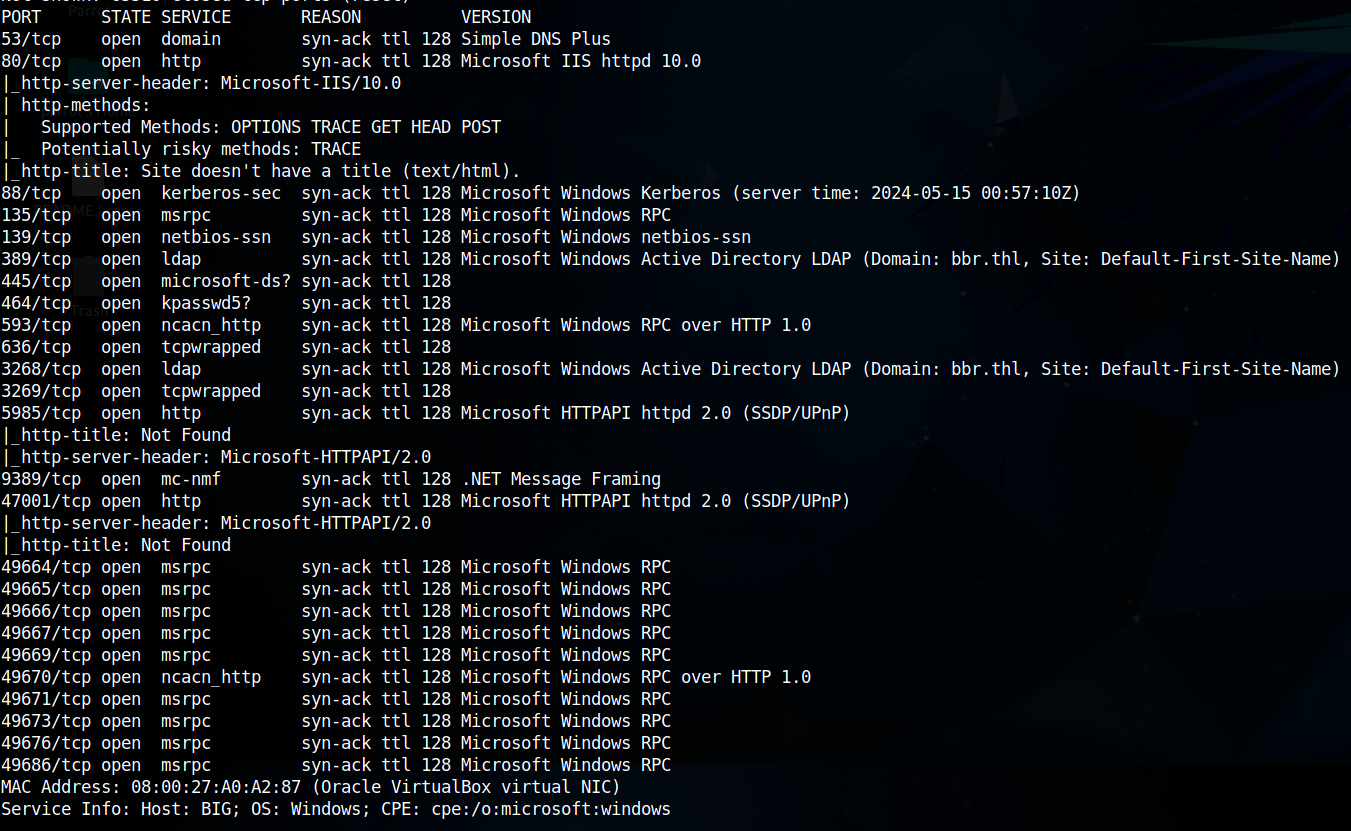 PORT      STATE SERVICE       REASON          VERSION
53/tcp    open  domain        syn-ack ttl 128 Simple DNS Plus
80/tcp    open  http          syn-ack ttl 128 Microsoft IIS httpd 10.0
|_http-server-header: Microsoft-IIS/10.0
| http-methods:
|   Supported Methods: OPTIONS TRACE GET HEAD POST
|_  Potentially risky methods: TRACE
|_http-title: Site doesn't have a title (text/html).
88/tcp    open  kerberos-sec  syn-ack ttl 128 Microsoft Windows Kerberos (server time: 2024-05-15 00:57:10Z)
135/tcp   open  msrpc         syn-ack ttl 128 Microsoft Windows RPC
139/tcp   open  netbios-ssn   syn-ack ttl 128 Microsoft Windows netbios-ssn
389/tcp   open  ldap          syn-ack ttl 128 Microsoft Windows Active Directory LDAP (Domain: bbr.thl, Site: Default-First-Site-Name)
445/tcp   open  microsoft-ds? syn-ack ttl 128
464/tcp   open  kpasswd5?     syn-ack ttl 128
593/tcp   open  ncacn_http    syn-ack ttl 128 Microsoft Windows RPC over HTTP 1.0
636/tcp   open  tcpwrapped    syn-ack ttl 128
3268/tcp  open  ldap          syn-ack ttl 128 Microsoft Windows Active Directory LDAP (Domain: bbr.thl, Site: Default-First-Site-Name)
3269/tcp  open  tcpwrapped    syn-ack ttl 128
5985/tcp  open  http          syn-ack ttl 128 Microsoft HTTPAPI httpd 2.0 (SSDP/UPnP)
|_http-title: Not Found
|_http-server-header: Microsoft-HTTPAPI/2.0
9389/tcp  open  mc-nmf        syn-ack ttl 128 .NET Message Framing
47001/tcp open  http          syn-ack ttl 128 Microsoft HTTPAPI httpd 2.0 (SSDP/UPnP)
|_http-server-header: Microsoft-HTTPAPI/2.0
|_http-title: Not Found
49664/tcp open  msrpc         syn-ack ttl 128 Microsoft Windows RPC
49665/tcp open  msrpc         syn-ack ttl 128 Microsoft Windows RPC
49666/tcp open  msrpc         syn-ack ttl 128 Microsoft Windows RPC
49667/tcp open  msrpc         syn-ack ttl 128 Microsoft Windows RPC
49669/tcp open  msrpc         syn-ack ttl 128 Microsoft Windows RPC
49670/tcp open  ncacn_http    syn-ack ttl 128 Microsoft Windows RPC over HTTP 1.0
49671/tcp open  msrpc         syn-ack ttl 128 Microsoft Windows RPC
49673/tcp open  msrpc         syn-ack ttl 128 Microsoft Windows RPC
49676/tcp open  msrpc         syn-ack ttl 128 Microsoft Windows RPC
49686/tcp open  msrpc         syn-ack ttl 128 Microsoft Windows RPC
MAC Address: 08:00:27:A0:A2:87 (Oracle VirtualBox virtual NIC)
Service Info: Host: BIG; OS: Windows; CPE: cpe:/o:microsoft:windows